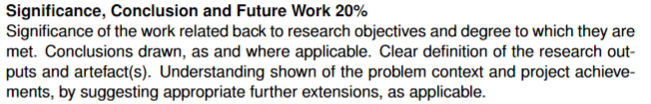 Significance, Conclusion and Future Work 20%
Significance of the work related back to research objectives and degree to which they are
met. Conclusions drawn, as and where applicable. Clear definition of the research out-
puts and artefact(s). Understanding shown of the problem context and project achieve-
ments, by suggesting appropriate further extensions, as applicable.